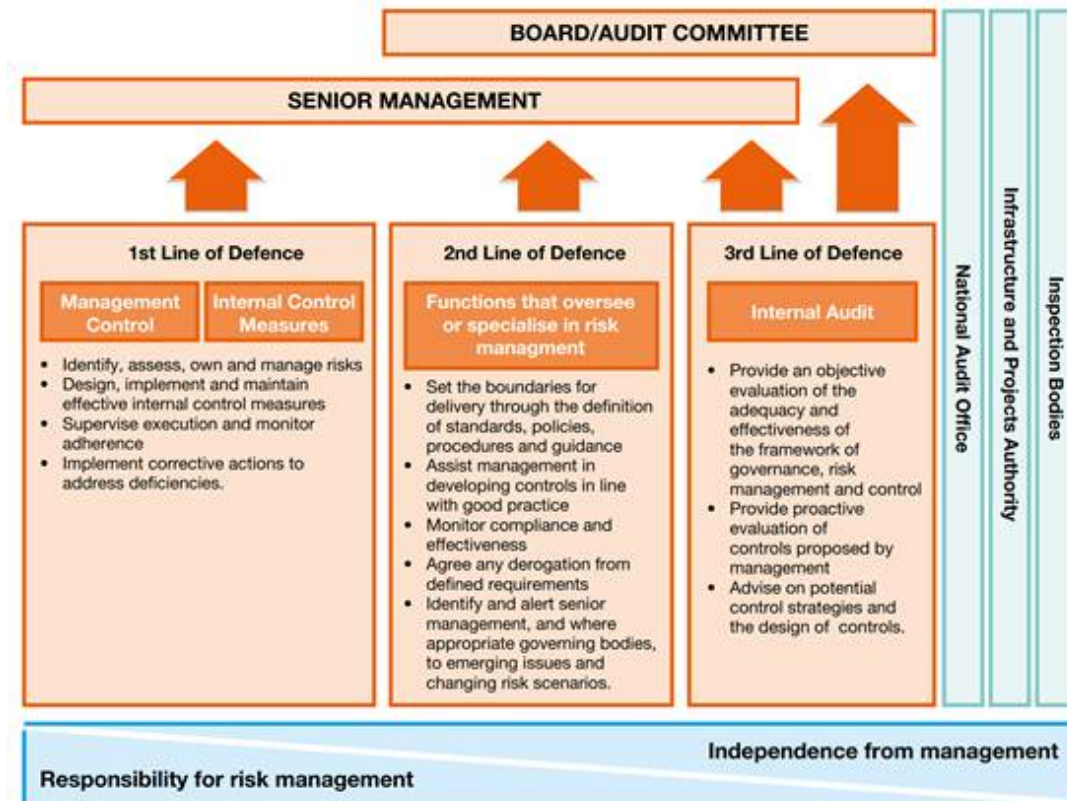 BOARD/AUDIT COMMITTEE
SENIOR MANAGEMENT
1st Line of Defence
Management
Control
Internal Control
Measures
• Identify, assess, own and manage risks
• Design, implement and maintain
effective internal control measures
• Supervise execution and monitor
adherence
• Implement corrective actions to
address deficiencies.
2nd Line of Defence
Functions that oversee
or specialise in risk
managment
• Set the boundaries for
delivery through the definition
of standards, policies,
procedures and guidance
• Assist management in
developing controls in line
with good practice
• Monitor compliance and
effectiveness
• Agree any derogation from
defined requirements
• Identify and alert senior
management, and where
appropriate governing bodies,
to emerging issues and
changing risk scenarios.
3rd Line of Defence
Internal Audit
• Provide an objective
evaluation of the
adequacy and
effectiveness of
the framework of
governance, risk
management and control
• Provide proactive
evaluation of
controls proposed by
management
• Advise on potential
control strategies and
the design of controls.
National Audit Office
Infrastructure and Projects Authority
Inspection Bodies
Independence from management
Responsibility for risk management